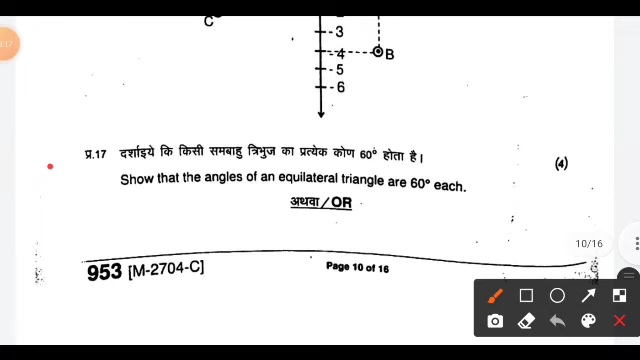 C
-3
-4
B
-5
-6
:17
प्र.17 दर्शाइये कि किसी समबाहु त्रिभुज का प्रत्येक कोण 60° होता है।
(4)
Show that the angles of an equilateral triangle are 60° each.
अथवा/OR
10/16
953 [M-2704-C]
Page 10 of 16